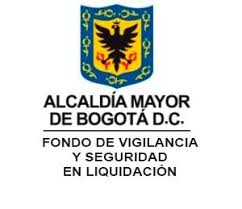 ALCALDÍA MAYOR
DE BOGOTÁ D.C.
FONDO DE VIGILANCIA
Y SEGURIDAD
EN LIQUIDACIÓN